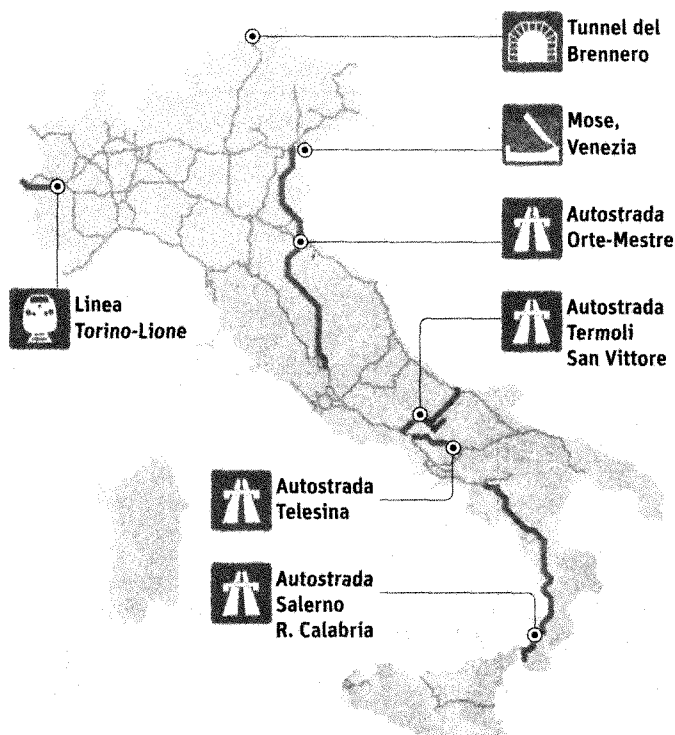 Tunnel del
Brennero
Mose,
Venezia
Autostrada
Orte-Mestre
Linea
Torino-Lione
Autostrada
Termoli
San Vittore
Autostrada
Telesina
Autostrada
Salerno
R. Calabria